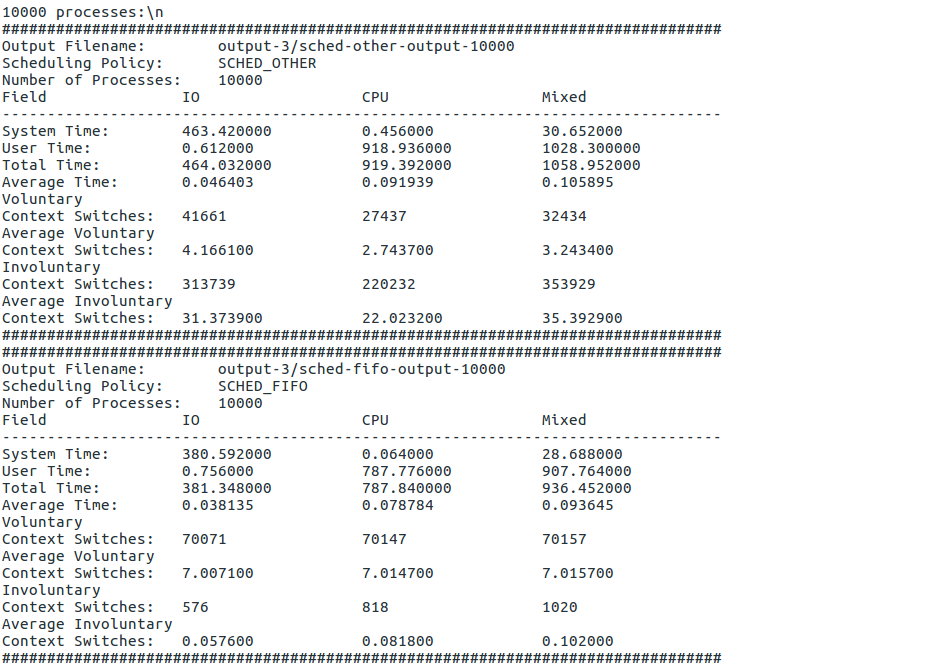 10000 processes:\n
################################################################################
Output Filename:        output-3/sched-other-output-10000
Scheduling Policy:      SCHED_OTHER
Number of Processes:    10000
Field               IO                  CPU                 Mixed
--------------------------------------------------------------------------------
System Time:        463.420000          0.456000            30.652000
User Time:          0.612000            918.936000          1028.300000
Total Time:         464.032000          919.392000          1058.952000
Average Time:       0.046403            0.091939            0.105895
Voluntary
Context Switches:   41661               27437               32434
Average Voluntary
Context Switches:   4.166100            2.743700            3.243400
Involuntary
Context Switches:   313739              220232              353929
Average Involuntary
Context Switches:   31.373900           22.023200           35.392900
################################################################################
################################################################################
Output Filename:        output-3/sched-fifo-output-10000
Scheduling Policy:      SCHED_FIFO
Number of Processes:    10000
Field               IO                  CPU                 Mixed
--------------------------------------------------------------------------------
System Time:        380.592000          0.064000            28.688000
User Time:          0.756000            787.776000          907.764000
Total Time:         381.348000          787.840000          936.452000
Average Time:       0.038135            0.078784            0.093645
Voluntary
Context Switches:   70071               70147               70157
Average Voluntary
Context Switches:   7.007100            7.014700            7.015700
Involuntary
Context Switches:   576                 818                 1020
Average Involuntary
Context Switches:   0.057600            0.081800            0.102000
################################################################################